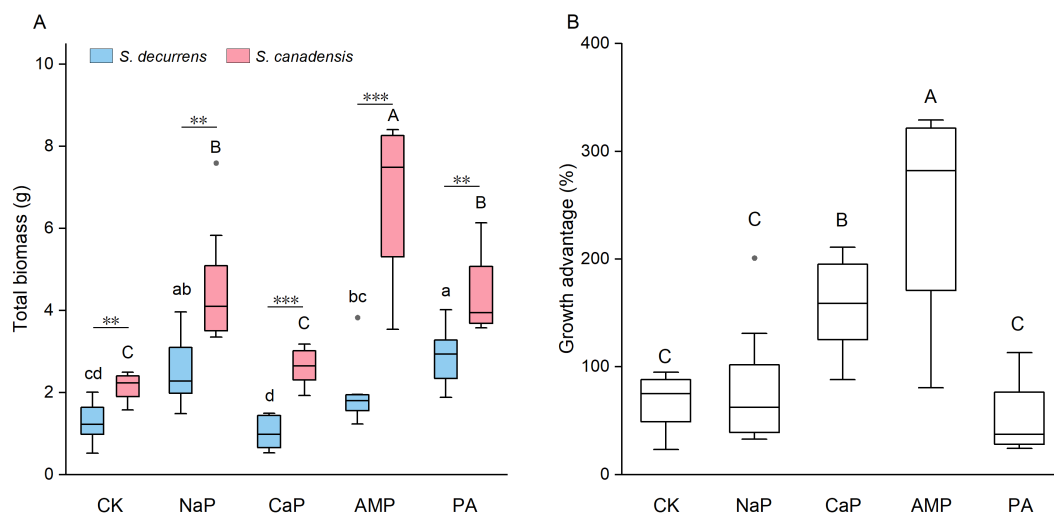 A
S. decurrens
S. canadensis
Total biomass (g)
10
8
6
4
2
0
cd
**
C
ab
**
B
d
***
C
bc
***
A
a
**
B
CK
NaP
CaP
AMP
PA
B
Growth advantage (%)
400
300
200
100
0
C
C
B
A
C
CK
NaP
CaP
AMP
PA